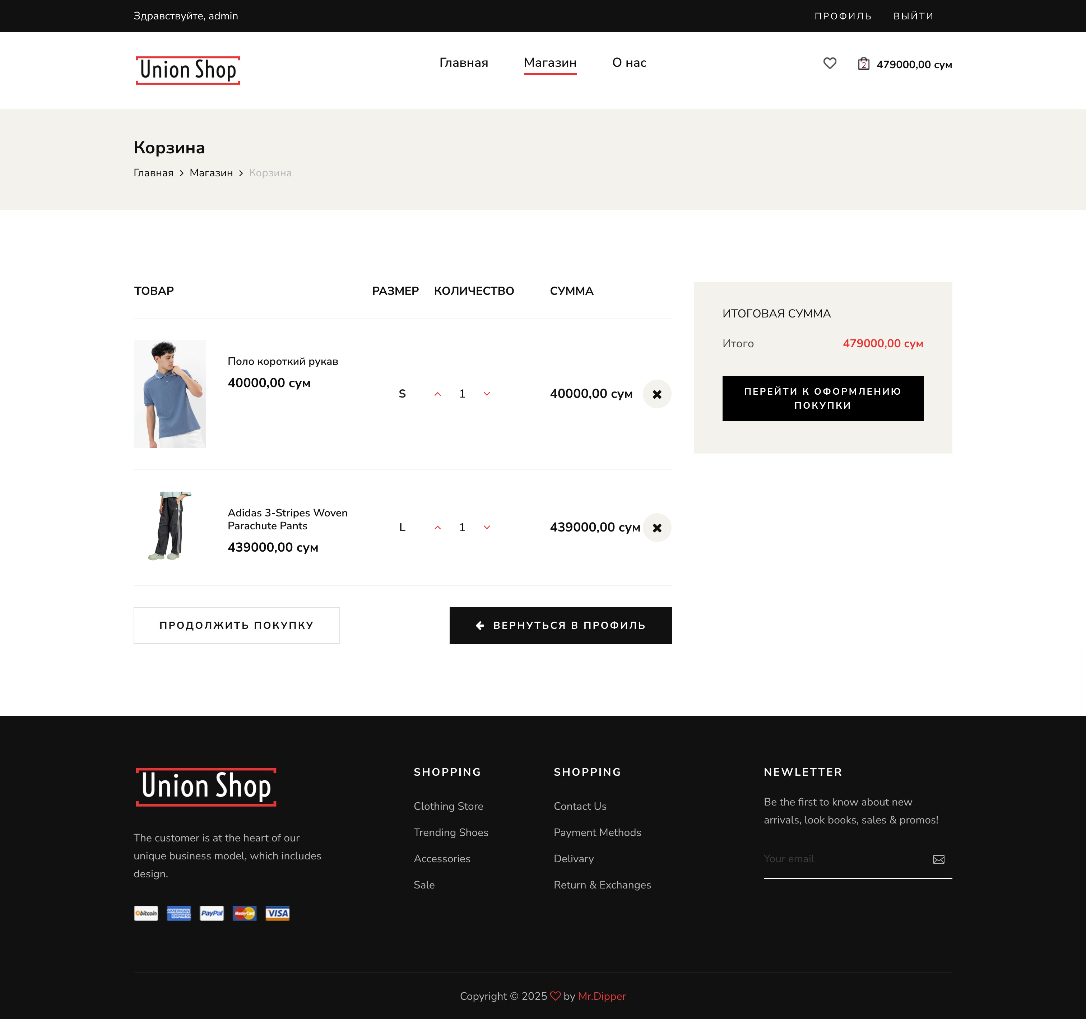 Здравствуйте, admin
ПРОФИЛЬ
ВЫЙТИ
Union Shop
Главная
Магазин
О нас
2
479000,00 сум
Корзина
Главная
Магазин
Корзина
ТОВАР
РАЗМЕР
КОЛИЧЕСТВО
СУММА
Поло короткий рукав
40000,00 сум
S
1
40000,00 сум
Adidas 3-Stripes Woven
Parachute Pants
439000,00 сум
L
1
439000,00 сум
ПРОДОЛЖИТЬ ПОКУПКУ
ВЕРНУТЬСЯ В ПРОФИЛЬ
ИТОГОВАЯ СУММА
Итого
479000,00 сум
ПЕРЕЙТИ К ОФОРМЛЕНИЮ
ПОКУПКИ
Union Shop
The customer is at the heart of our
unique business model, which includes
design.
bitcoin
AMERICAN EXPRESS
PayPal
MasterCard
VISA
SHOPPING
Clothing Store
Trending Shoes
Accessories
Sale
SHOPPING
Contact Us
Payment Methods
Delivary
Return & Exchanges
NEWLETTER
Be the first to know about new
arrivals, look books, sales & promos!
Your email
Copyright © 2025 by Mr.Dipper